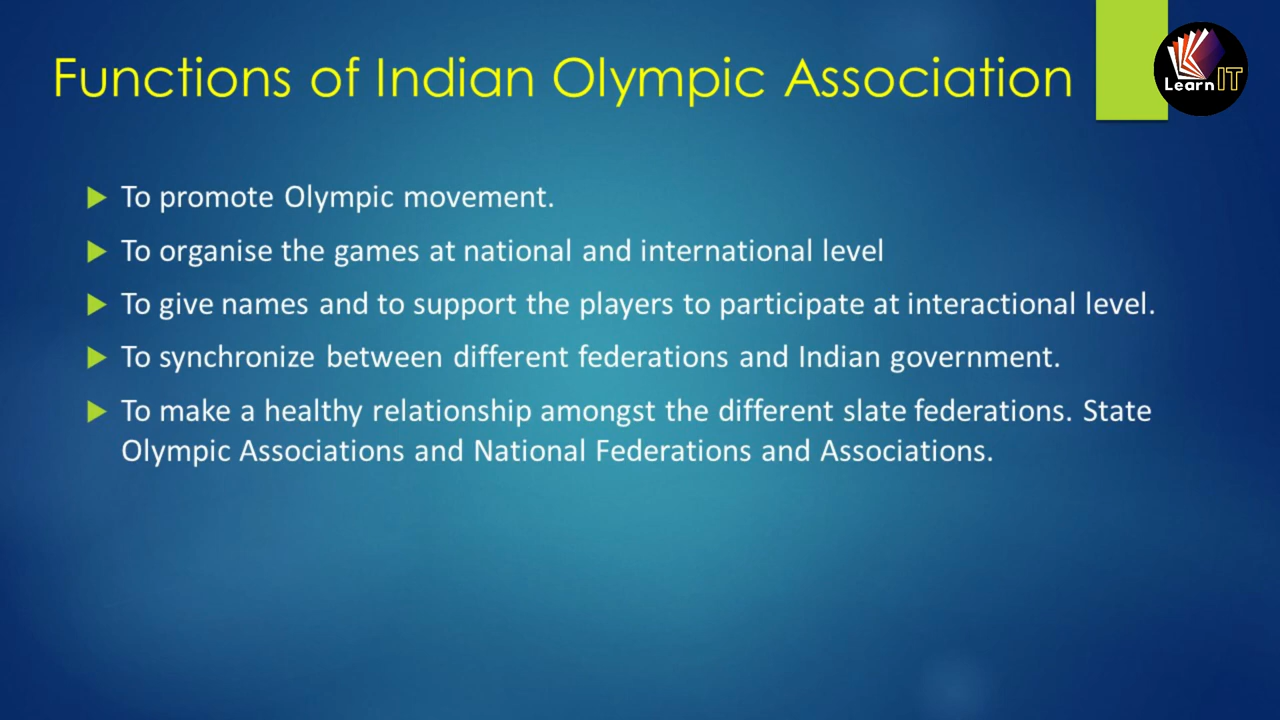 Functions of Indian Olympic Association
LearnIT
To promote Olympic movement.
To organise the games at national and international level
To give names and to support the players to participate at interactional level.
To synchronize between different federations and Indian government.
To make a healthy relationship amongst the different slate federations. State
Olympic Associations and National Federations and Associations.